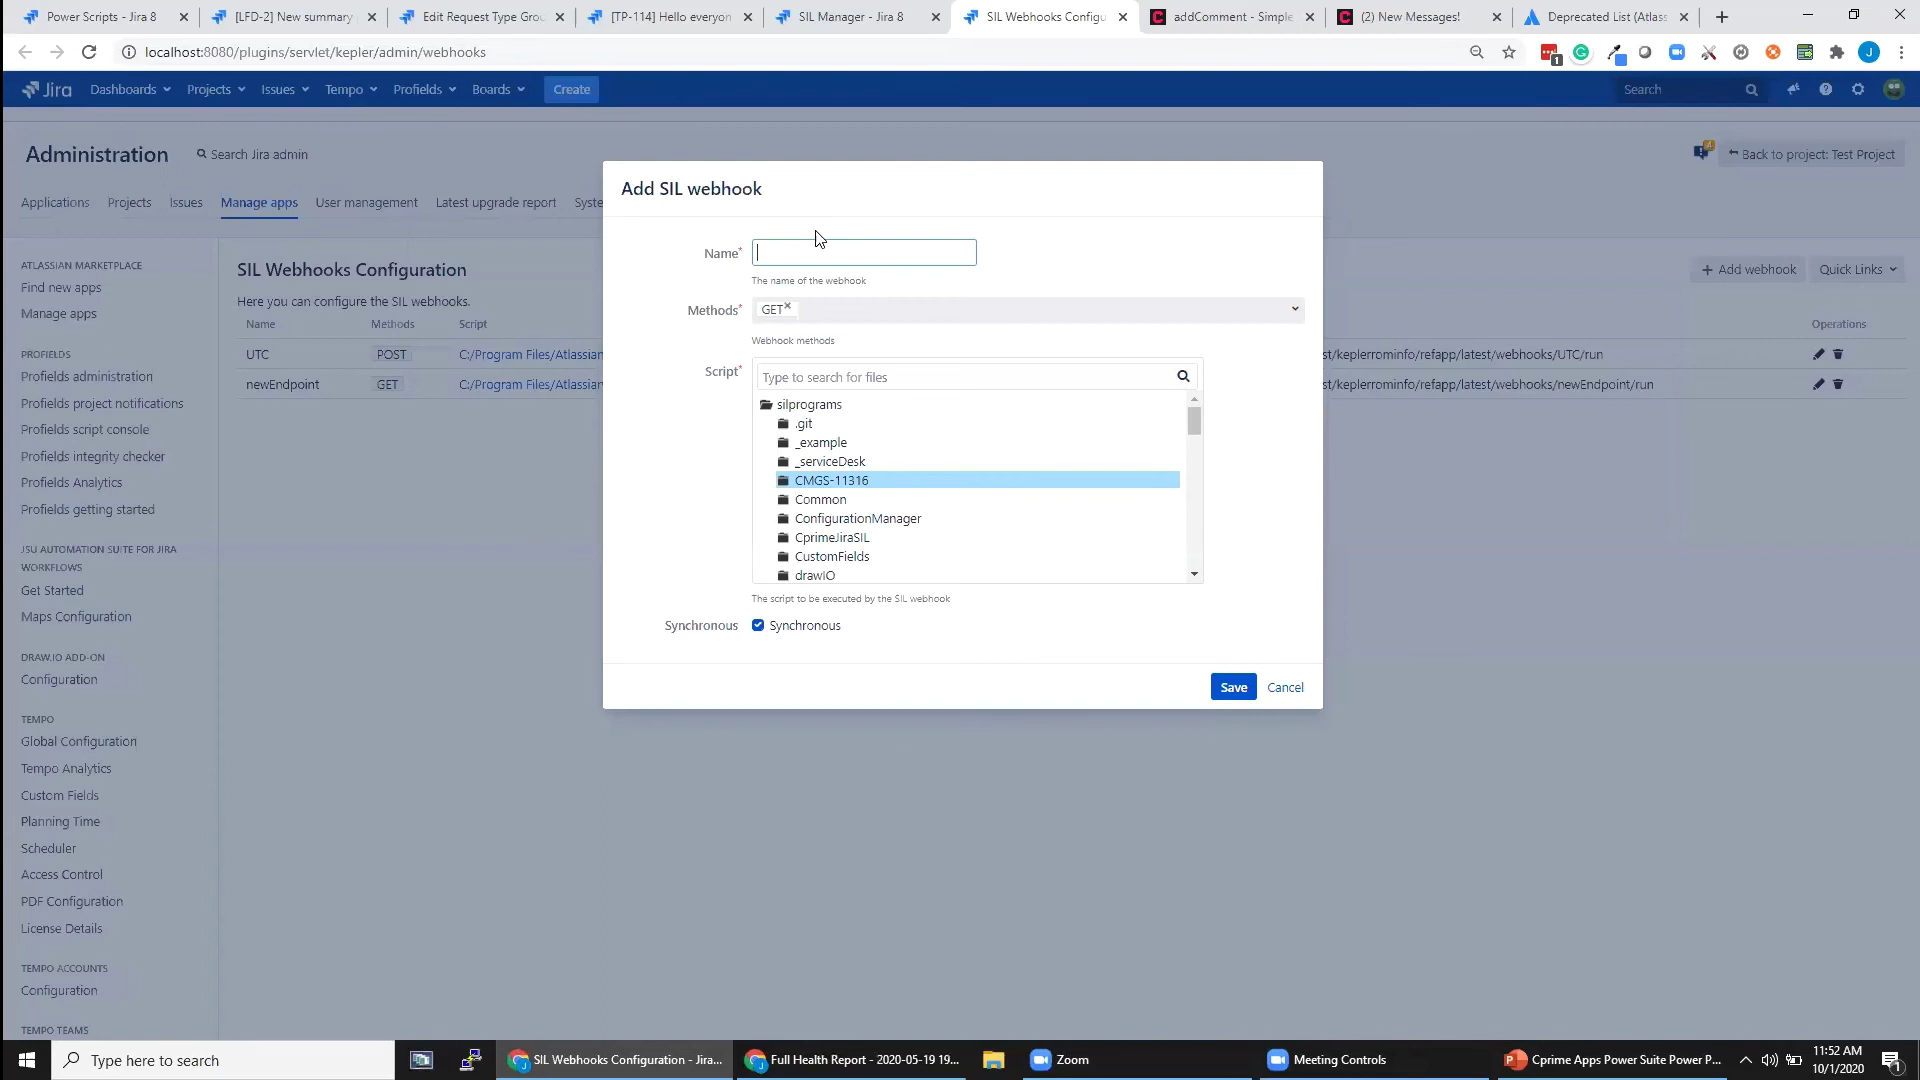 Power Scripts - Jira 8
[LFD-2] New summary
Edit Request Type Grou
[TP-114] Hello everyon
SIL Manager - Jira 8
SIL Webhooks Configu
addComment - Simple
(2) New Messages!
Deprecated List (Atlass
localhost:8080/plugins/servlet/kepler/admin/webhooks
1
J
Jira
Dashboards
Projects
Issues
Tempo
Profields
Boards
Create
Search
Administration
Search Jira admin
4
Back to project: Test Project
Applications
Projects
Issues
Manage apps
User management
Latest upgrade report
Syste
ATLASSIAN MARKETPLACE
Find new apps
Manage apps
PROFIELDS
Profields administration
Profields project notifications
Profields script console
Profields integrity checker
Profields Analytics
Profields getting started
JSU AUTOMATION SUITE FOR JIRA
WORKFLOWS
Get Started
Maps Configuration
DRAW.IO ADD-ON
Configuration
TEMPO
Global Configuration
Tempo Analytics
Custom Fields
Planning Time
Scheduler
Access Control
PDF Configuration
License Details
TEMPO ACCOUNTS
Configuration
TEMPO TEAMS
SIL Webhooks Configuration
Add webhook
Quick Links
Here you can configure the SIL webhooks.
Name Methods Script
Operations
UTC POST C:/Program Files/Atlassian
st/keplerrominfo/refapp/latest/webhooks/UTC/run
newEndpoint GET C:/Program Files/Atlassian
st/keplerrominfo/refapp/latest/webhooks/newEndpoint/run
Add SIL webhook
Name*
The name of the webhook
Methods* GET×
Webhook methods
Script* Type to search for files
silprograms
.git
_example
_serviceDesk
CMGS-11316
Common
ConfigurationManager
CprimeJiraSIL
CustomFields
drawIO
The script to be executed by the SIL webhook
Synchronous Synchronous
Save Cancel
Type here to search
SIL Webhooks Configuration - Jira...
Full Health Report - 2020-05-19 19...
Zoom
Meeting Controls
Cprime Apps Power Suite Power P...
11:52 AM
10/1/2020
1